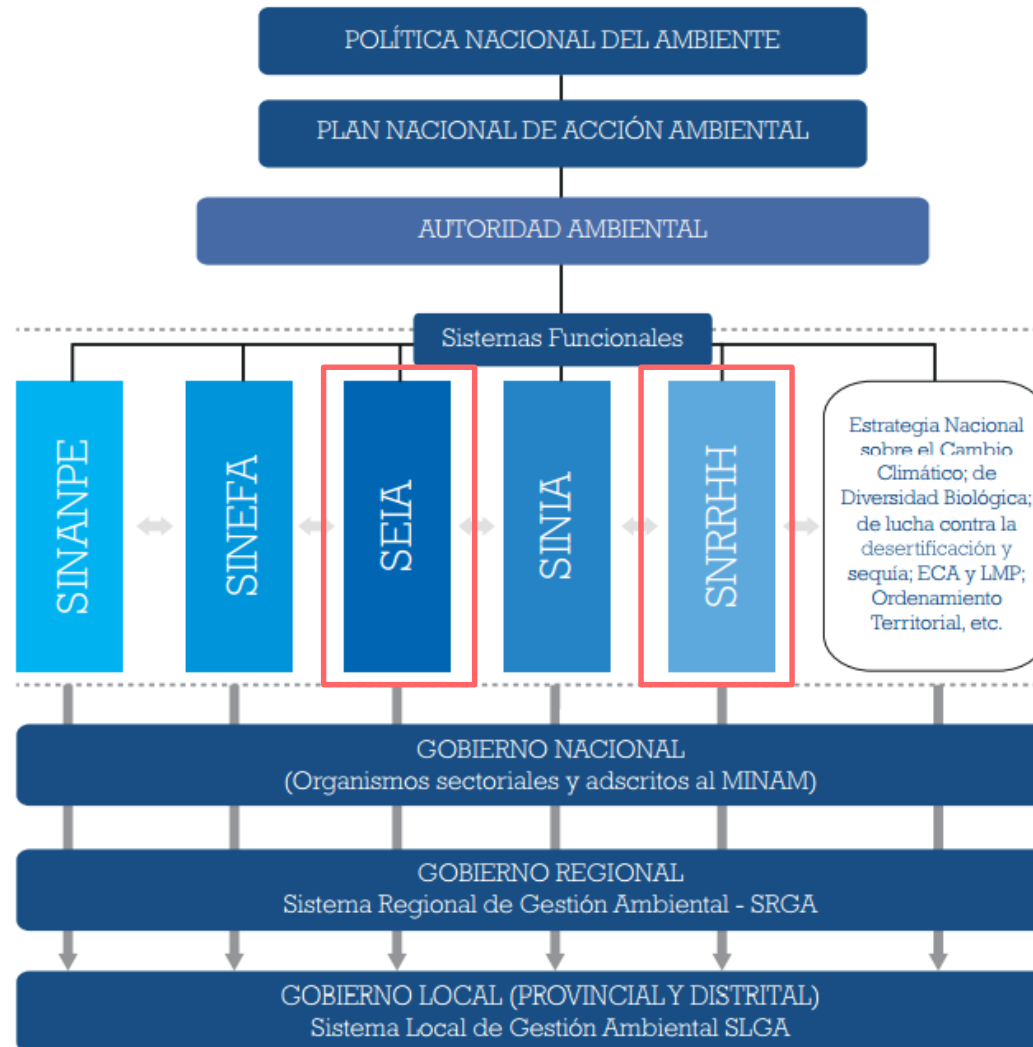 POLÍTICA NACIONAL DEL AMBIENTE
PLAN NACIONAL DE ACCIÓN AMBIENTAL
AUTORIDAD AMBIENTAL
Sistemas Funcionales
SINANPE
SINEFA
SEIA
SINIA
SNRRHH
Estrategia Nacional
sobre el Cambio
Climático; de
Diversidad Biológica;
de lucha contra la
desertificación y
sequía; ECA y LMP;
Ordenamiento
Territorial, etc.
GOBIERNO NACIONAL
(Organismos sectoriales y adscritos al MINAM)
GOBIERNO REGIONAL
Sistema Regional de Gestión Ambiental - SRGA
GOBIERNO LOCAL (PROVINCIAL Y DISTRITAL)
Sistema Local de Gestión Ambiental SLGA